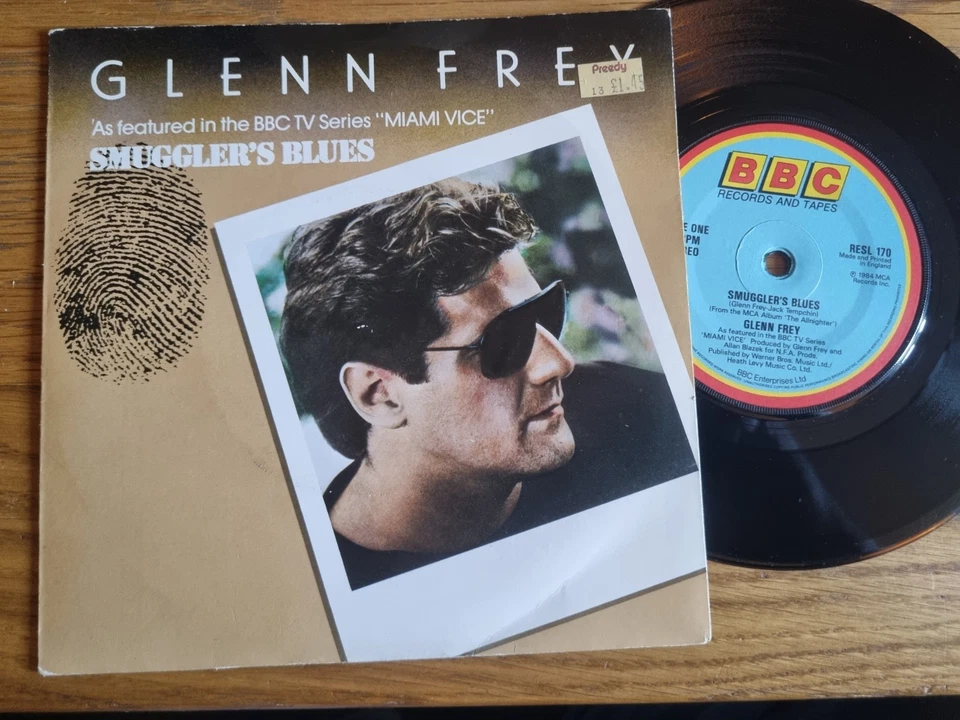 GLENN FREY
Preedy
13 £1.45
'As featured in the BBC TV Series "MIAMI VICE"
SMUGGLER'S BLUES
BBC
RECORDS AND TAPES
E ONE
PM
EO
RESL 170
Made and Printed
in England
℗ 1984 MCA
Records Inc.
SMUGGLER'S BLUES
(Glenn Frey-Jack Tempchin)
(From the MCA Album 'The Allnighter')
GLENN FREY
As featured in the BBC TV Series
'MIAMI VICE' Produced by Glenn Frey and
Allan Blazek for N.F.A. Prods.
Published by Warner Bros. Music Ltd./
Heath Levy Music Co. Ltd.
BBC Enterprises Ltd